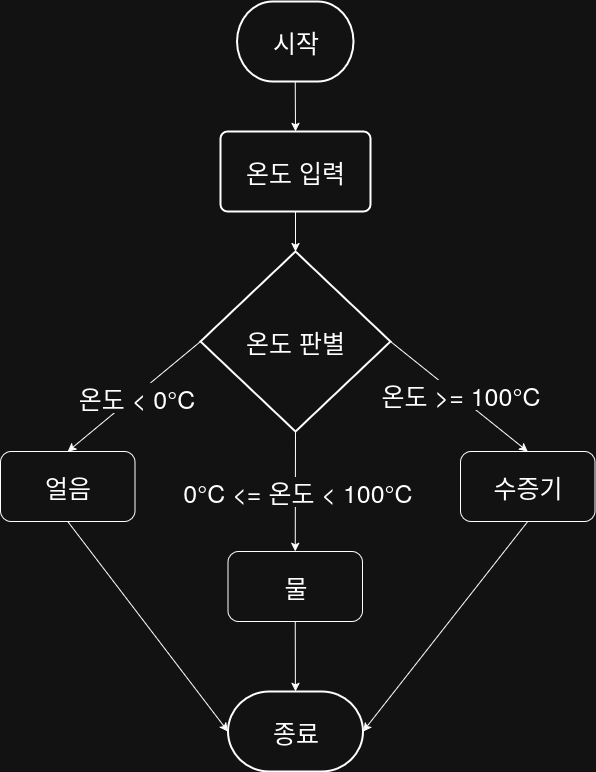 시작
온도 입력
온도 판별
온도 < 0°C
온도 >= 100°C
0°C <= 온도 < 100°C
얼음
수증기
물
종료